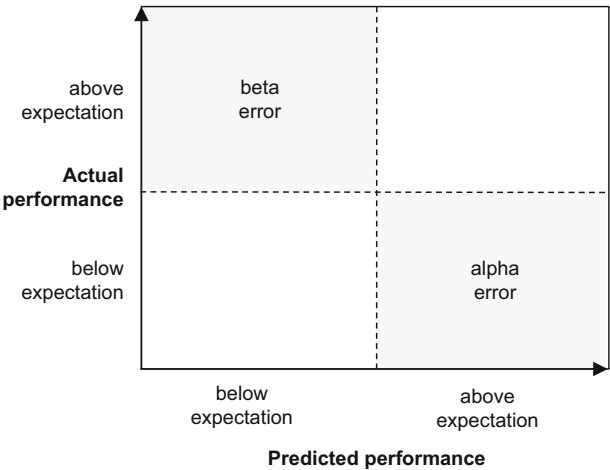 above
expectation
beta
error
Actual
performance
below
expectation
alpha
error
below
expectation
above
expectation
Predicted performance